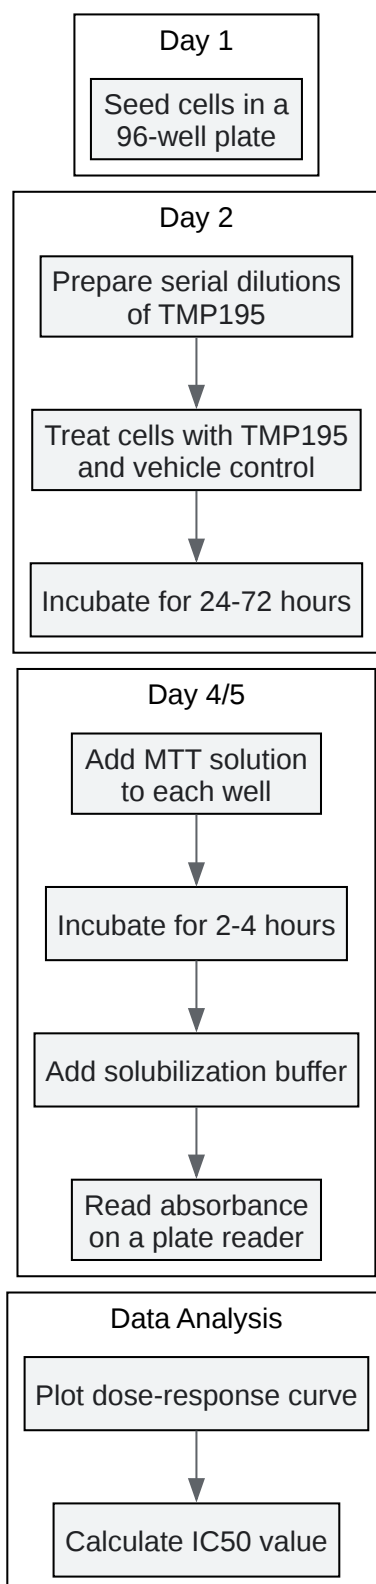 Day 1
Seed cells in a
96-well plate
Day 2
Prepare serial dilutions
of TMP195
Treat cells with TMP195
and vehicle control
Incubate for 24-72 hours
Day 4/5
Add MTT solution
to each well
Incubate for 2-4 hours
Add solubilization buffer
Read absorbance
on a plate reader
Data Analysis
Plot dose-response curve
Calculate IC50 value